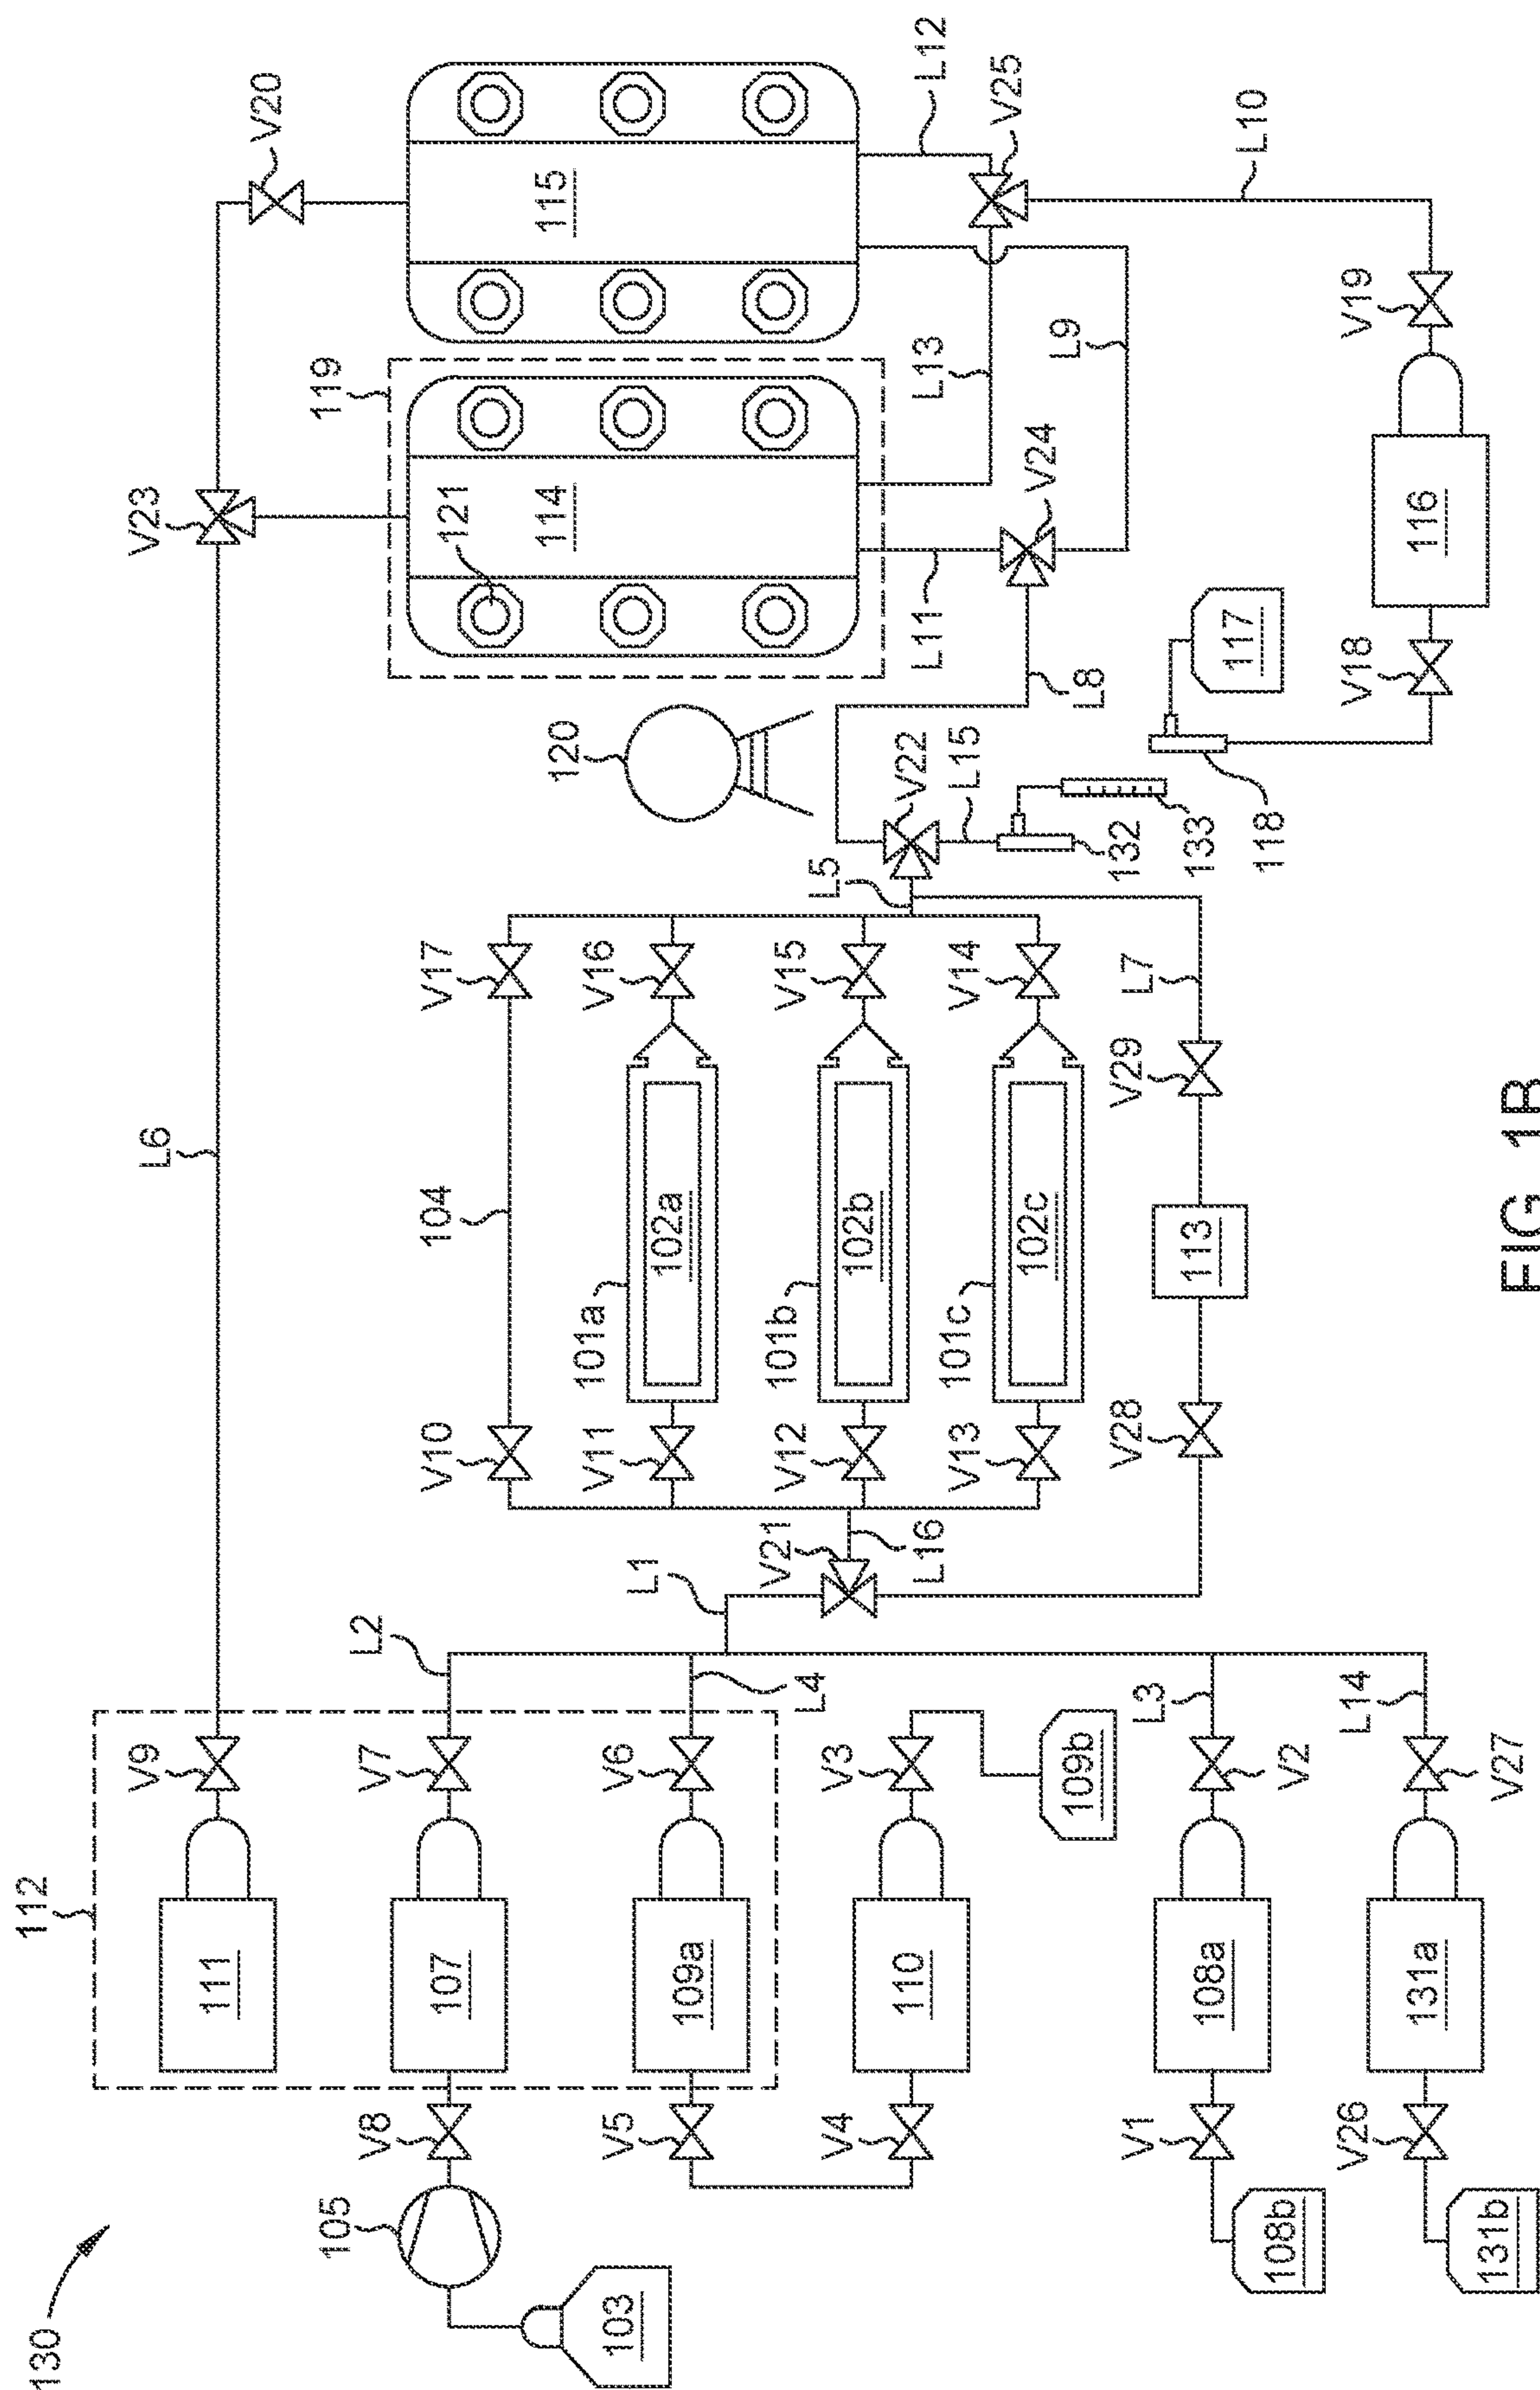 130
103
105
V8
112
111
V9
107
V7
109a
V6
V5
V4
110
V3
109b
V1
108b
108a
V2
V26
131b
131a
V27
L6
L2
L4
L3
L14
L1
V21
L16
V10
104
V17
V11
101a
102a
V16
V12
101b
102b
V15
V13
101c
102c
V14
V28
113
V29
L7
L5
V22
L15
132
133
120
L8
V23
V20
119
121
114
115
L11
V24
L13
L9
L12
V25
L10
118
117
V18
116
V19
FIG. 1B